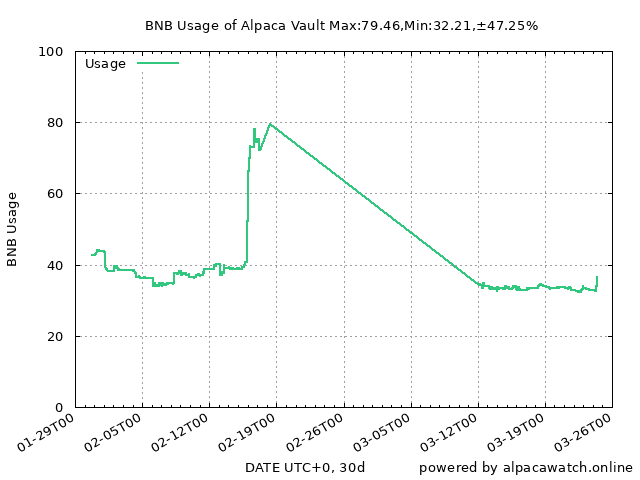 BNB Usage of Alpaca Vault Max:79.46,Min:32.21,±47.25%
Usage
BNB Usage
100
80
60
40
20
0
01-29T00
02-05T00
02-12T00
02-19T00
02-26T00
03-05T00
03-12T00
03-19T00
03-26T00
DATE UTC+0, 30d
powered by alpacawatch.online